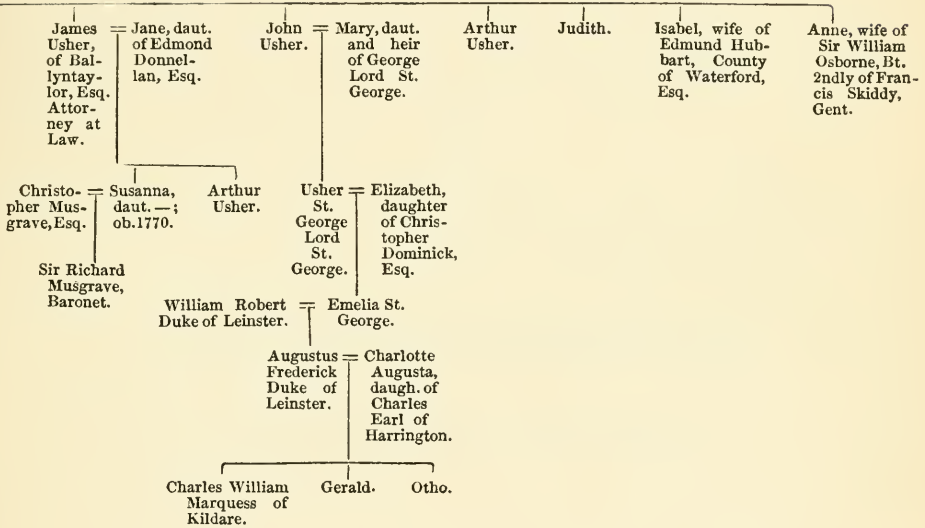 James
Usher,
of Bal-
lyntay-
lor, Esq.
Attor-
ney at
Law.
= Jane, daut.
of Edmond
Donnel-
lan, Esq.
John
Usher.
= Mary, daut.
and heir
of George
Lord St.
George.
Arthur
Usher.
Judith.
Isabel, wife of
Edmund Hub-
bart, County
of Waterford,
Esq.
Anne, wife of
Sir William
Osborne, Bt.
2ndly of Fran-
cis Skiddy,
Gent.
Christo-
pher Mus-
grave, Esq.
= Susanna,
daut. —;
ob. 1770.
Arthur
Usher.
Usher
St.
George
Lord
St.
George.
= Elizabeth,
daughter
of Chris-
topher
Dominick,
Esq.
Sir Richard
Musgrave,
Baronet.
William Robert
Duke of Leinster.
= Emelia St.
George.
Augustus
Frederick
Duke of
Leinster.
= Charlotte
Augusta,
daugh. of
Charles
Earl of
Harrington.
Charles William
Marquess of
Kildare.
Gerald.
Otho.